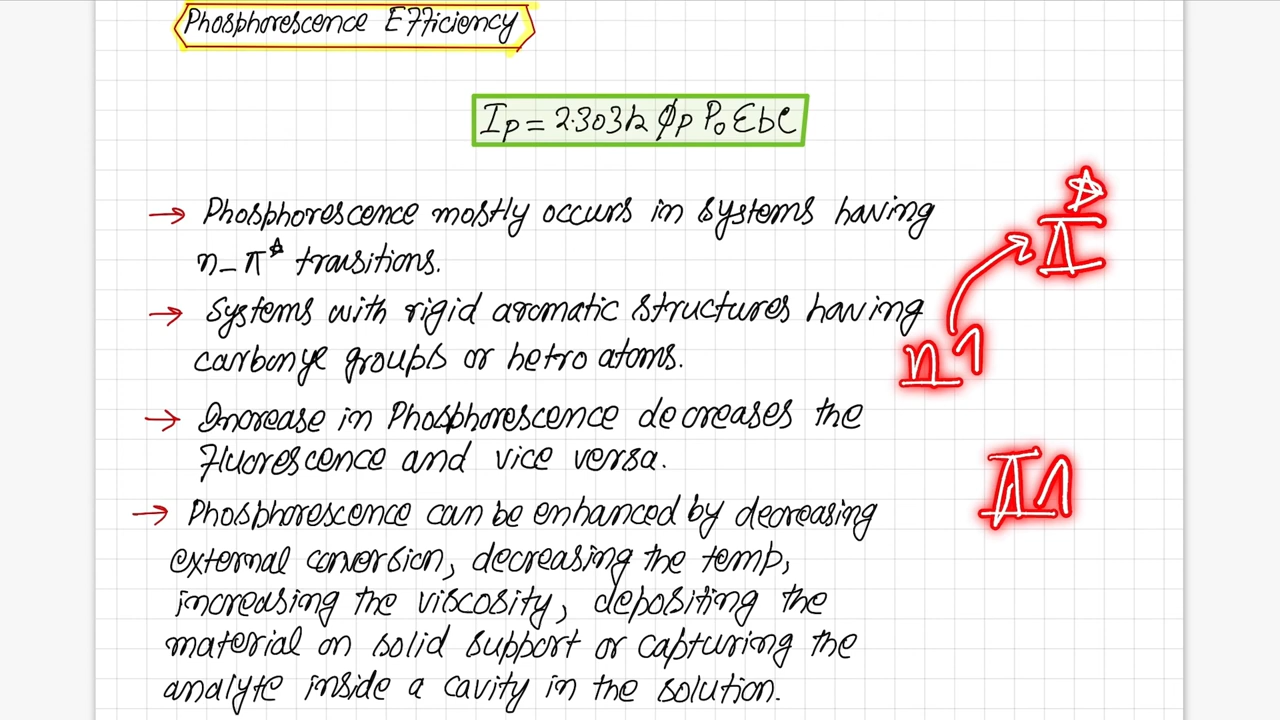 Phosphorescence Efficiency
Ip = 2.303k ϕp P₀ Ɛbc
→ Phosphorescence mostly occurs in systems having
n-π* transitions.
→ Systems with rigid aromatic structures having
carbonyl groups or hetro atoms.
→ Increase in Phosphorescence decreases the
Fluorescence and vice versa.
→ Phosphorescence can be enhanced by decreasing
external conversion, decreasing the temp,
increasing the viscosity, depositing the
material on solid support or capturing the
analyte inside a cavity in the solution.
π*
n 1
π 1